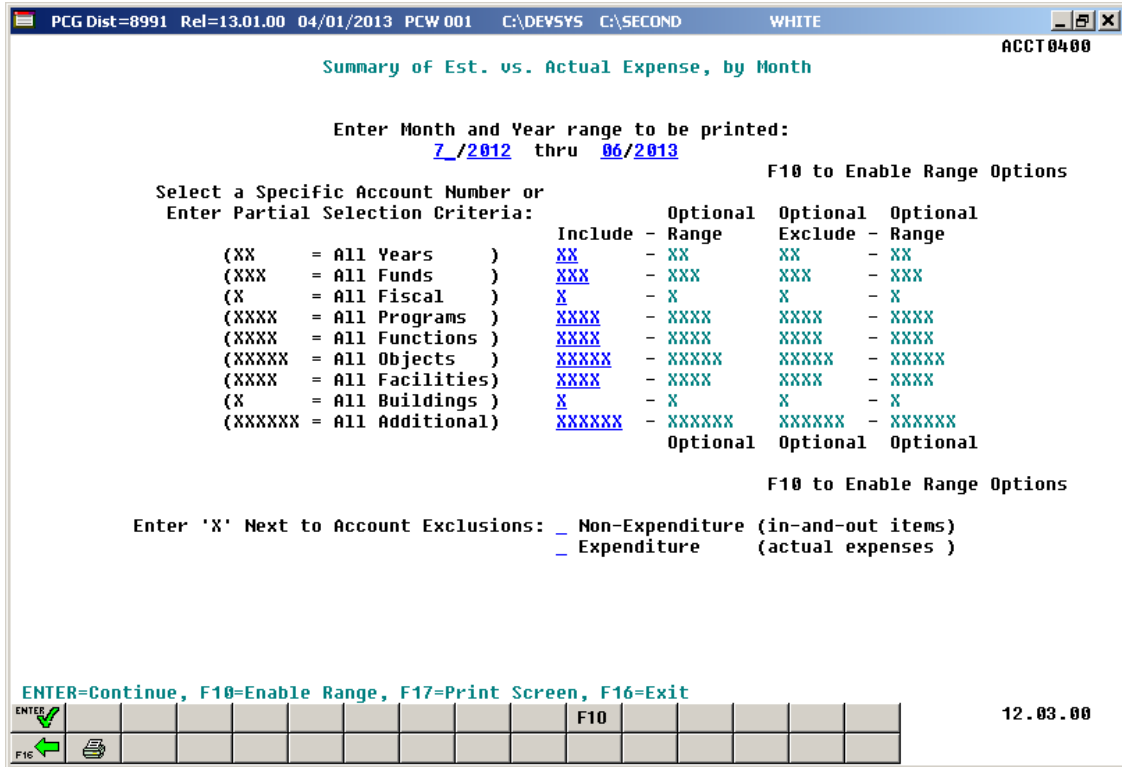 PCG Dist=8991 Rel=13.01.00 04/01/2013 PCW 001 C:\DEVSYS C:\SECOND WHITE
ACCT0400
Summary of Est. vs. Actual Expense, by Month
Enter Month and Year range to be printed:
7_/2012 thru 06/2013
F10 to Enable Range Options
Select a Specific Account Number or
Enter Partial Selection Criteria: Optional Optional Optional
Include - Range Exclude - Range
(XX = All Years ) XX - XX XX - XX
(XXX = All Funds ) XXX - XXX XXX - XXX
(X = All Fiscal ) X - X X - X
(XXXX = All Programs ) XXXX - XXXX XXXX - XXXX
(XXXX = All Functions ) XXXX - XXXX XXXX - XXXX
(XXXXX = All Objects ) XXXXX - XXXXX XXXXX - XXXXX
(XXXX = All Facilities) XXXX - XXXX XXXX - XXXX
(X = All Buildings ) X - X X - X
(XXXXXX = All Additional) XXXXXX - XXXXXX XXXXXX - XXXXXX
Optional Optional Optional
F10 to Enable Range Options
Enter 'X' Next to Account Exclusions: _ Non-Expenditure (in-and-out items)
_ Expenditure (actual expenses )
ENTER=Continue, F10=Enable Range, F17=Print Screen, F16=Exit
ENTER F10 12.03.00
F16